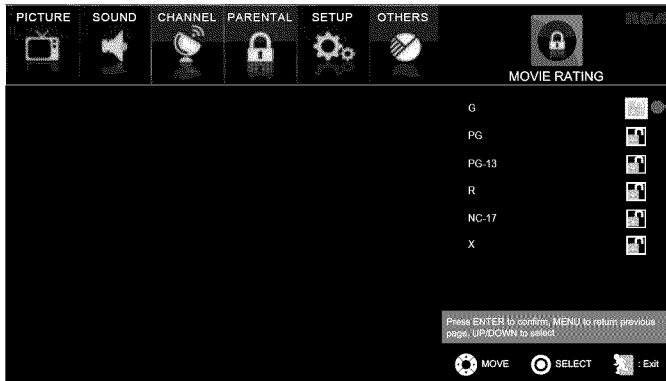 PICTURE SOUND CHANNEL PARENTAL SETUP OTHERS
RCA
MOVIE RATING
G
PG
PG-13
R
NC-17
X
Press ENTER to confirm, MENU to return previous
page, UP/DOWN to select
MOVE SELECT : Exit